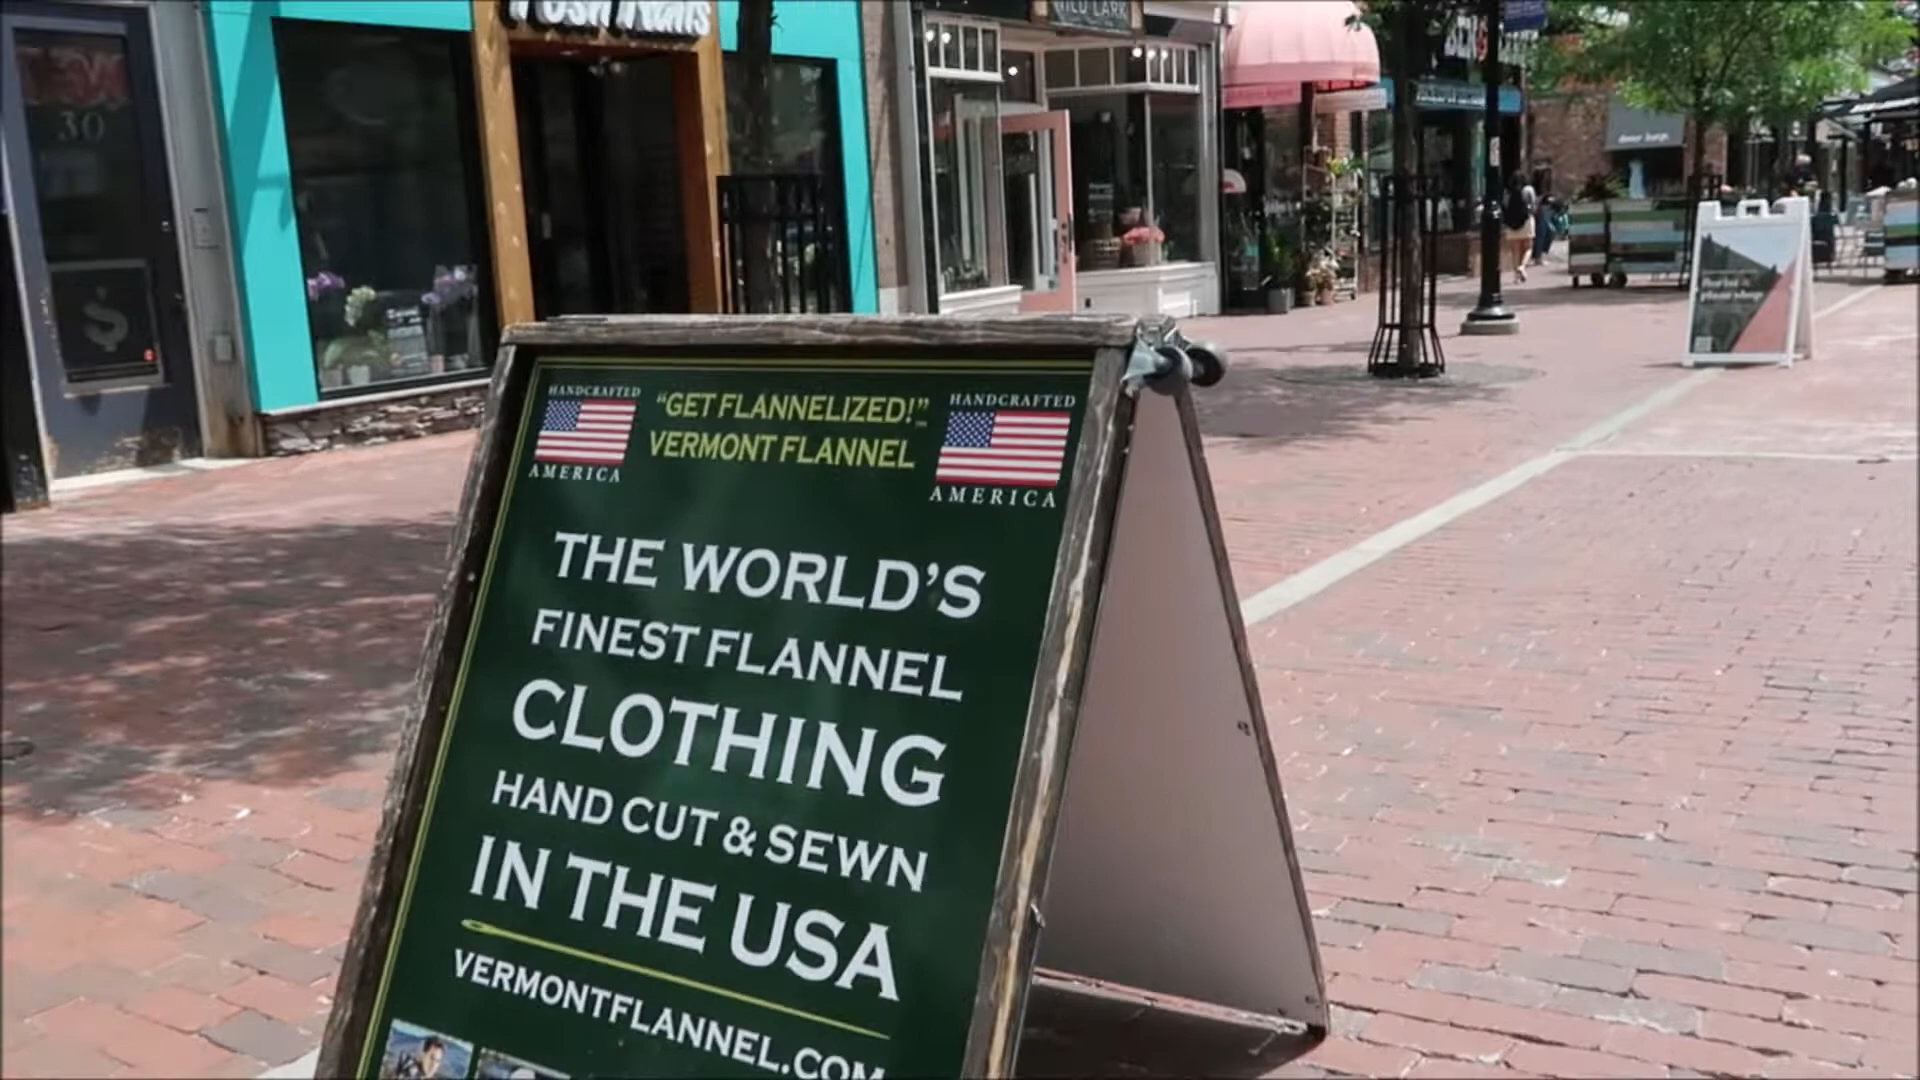 30
$
HANDCRAFTED
AMERICA
"GET FLANNELIZED!"
VERMONT FLANNEL
HANDCRAFTED
AMERICA
THE WORLD'S
FINEST FLANNEL
CLOTHING
HAND CUT & SEWN
IN THE USA
VERMONTFLANNEL.COM